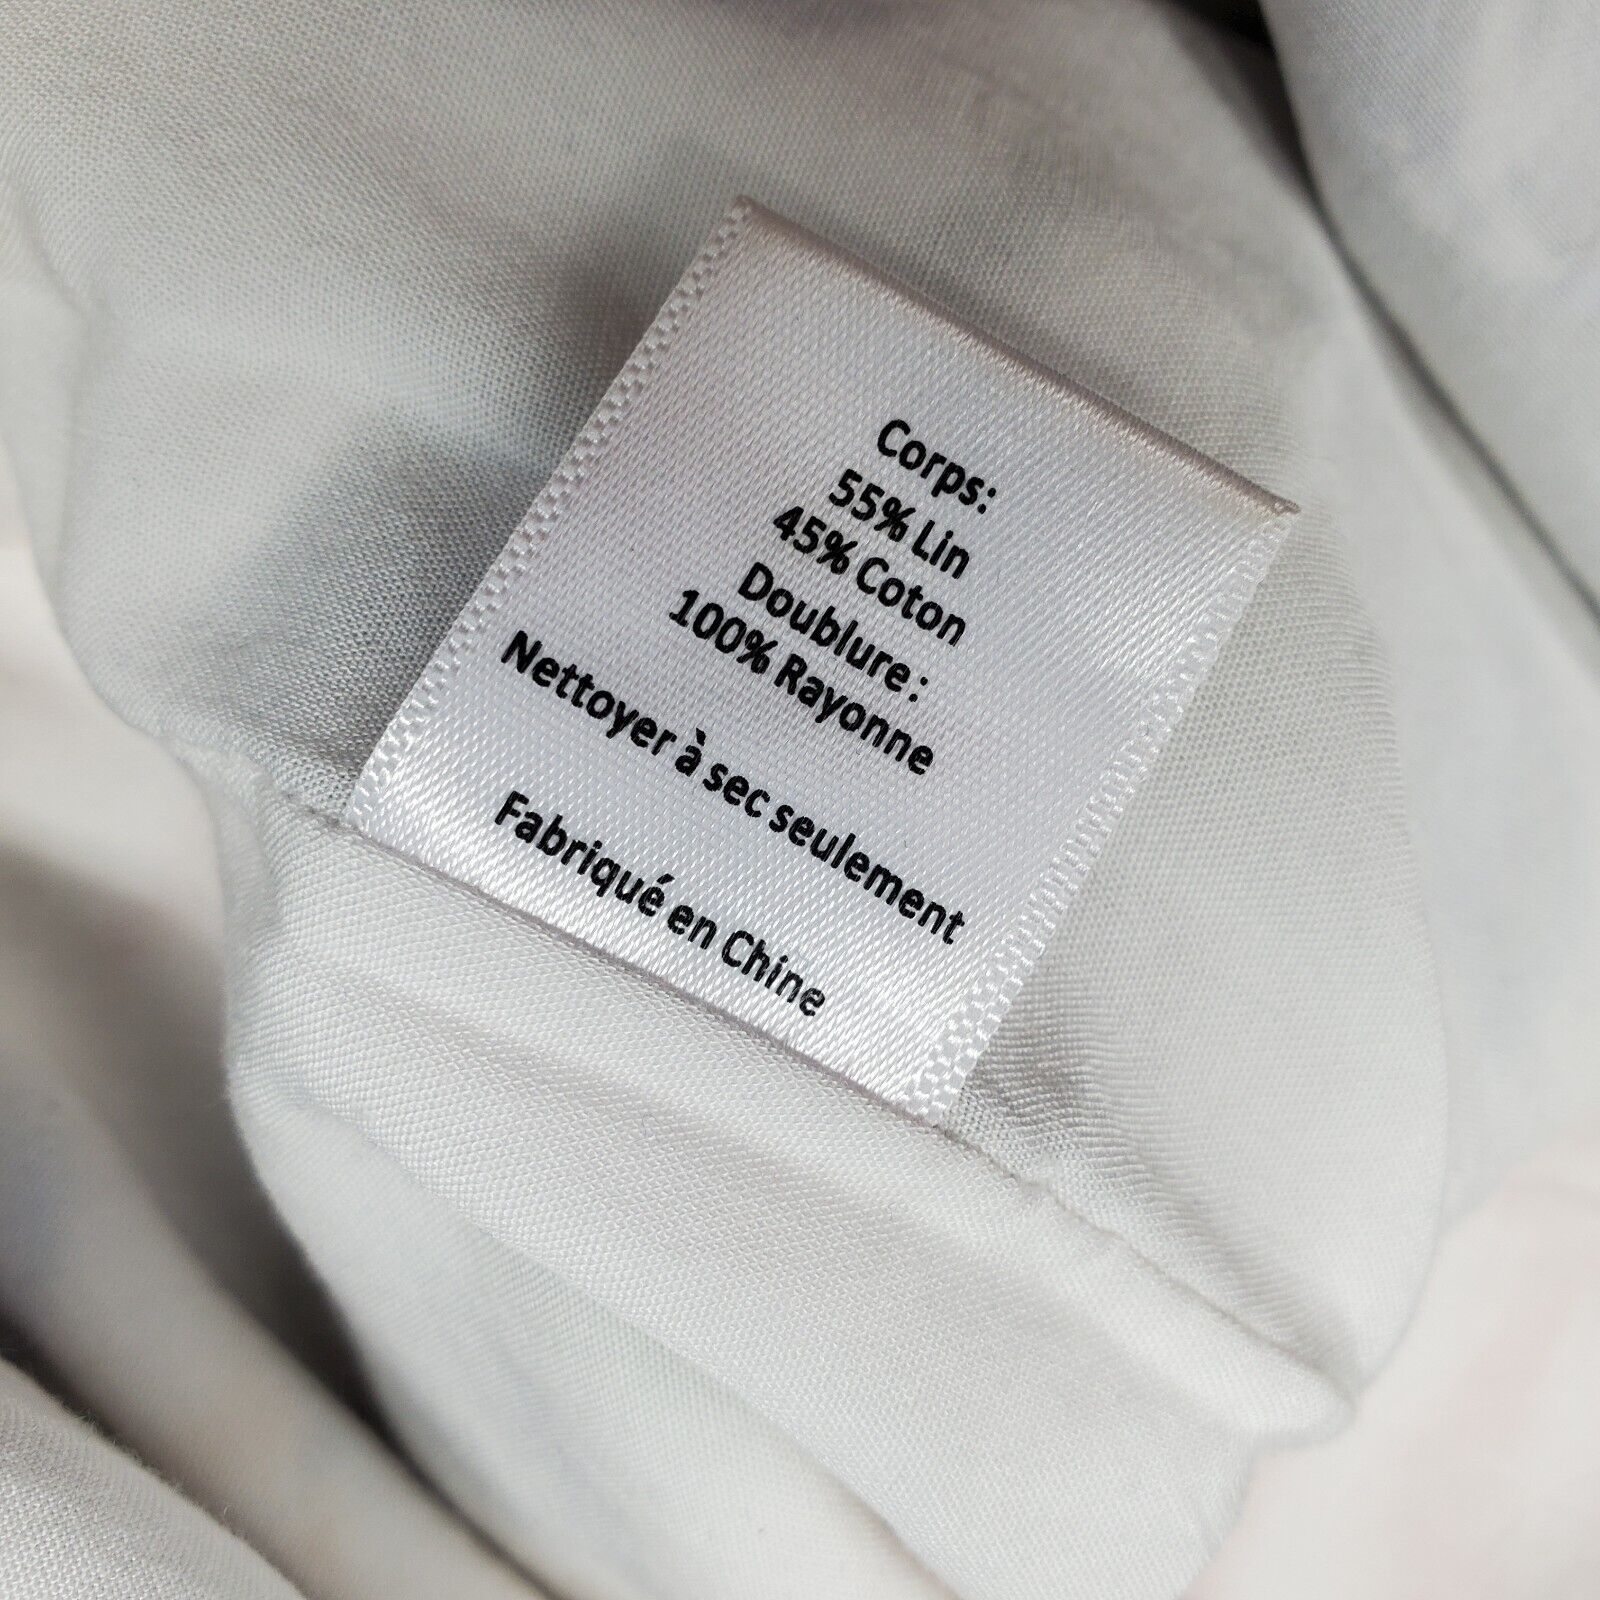 Corps:
55% Lin
45% Coton
Doublure:
100% Rayonne
Nettoyer à sec seulement
Fabriqué en Chine